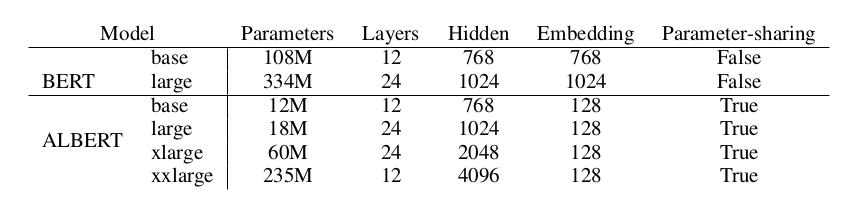 Model Parameters Layers Hidden Embedding Parameter-sharing
base 108M 12 768 768 False
BERT large 334M 24 1024 1024 False
base 12M 12 768 128 True
large 18M 24 1024 128 True
ALBERT
xlarge 60M 24 2048 128 True
xxlarge 235M 12 4096 128 True